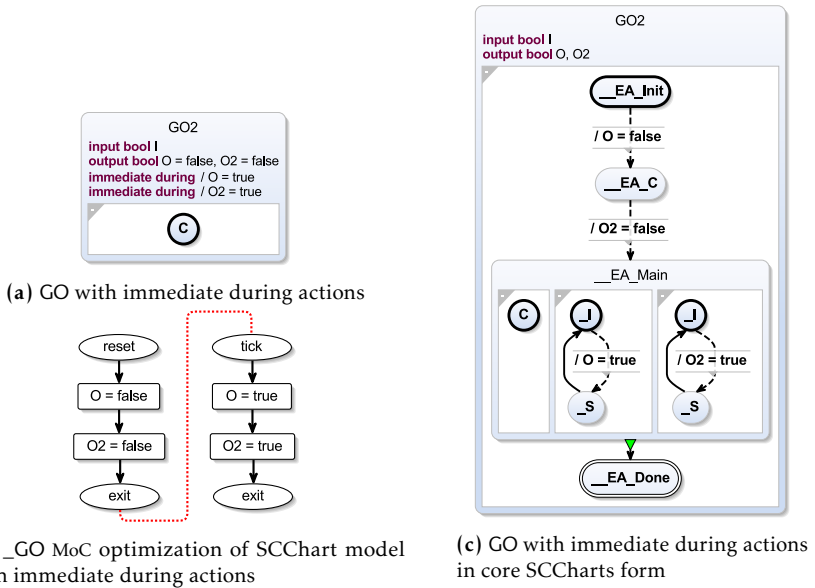 GO2
input bool I
output bool O = false, O2 = false
immediate during / O = true
immediate during / O2 = true
C
(a) GO with immediate during actions
reset
O = false
O2 = false
exit
tick
O = true
O2 = true
exit
_GO MoC optimization of SCChart model
immediate during actions
GO2
input bool I
output bool O, O2
__EA_Init
/ O = false
__EA_C
/ O2 = false
__EA_Main
C
_I
/ O = true
_S
_I
/ O2 = true
_S
__EA_Done
(c) GO with immediate during actions
in core SCCharts form